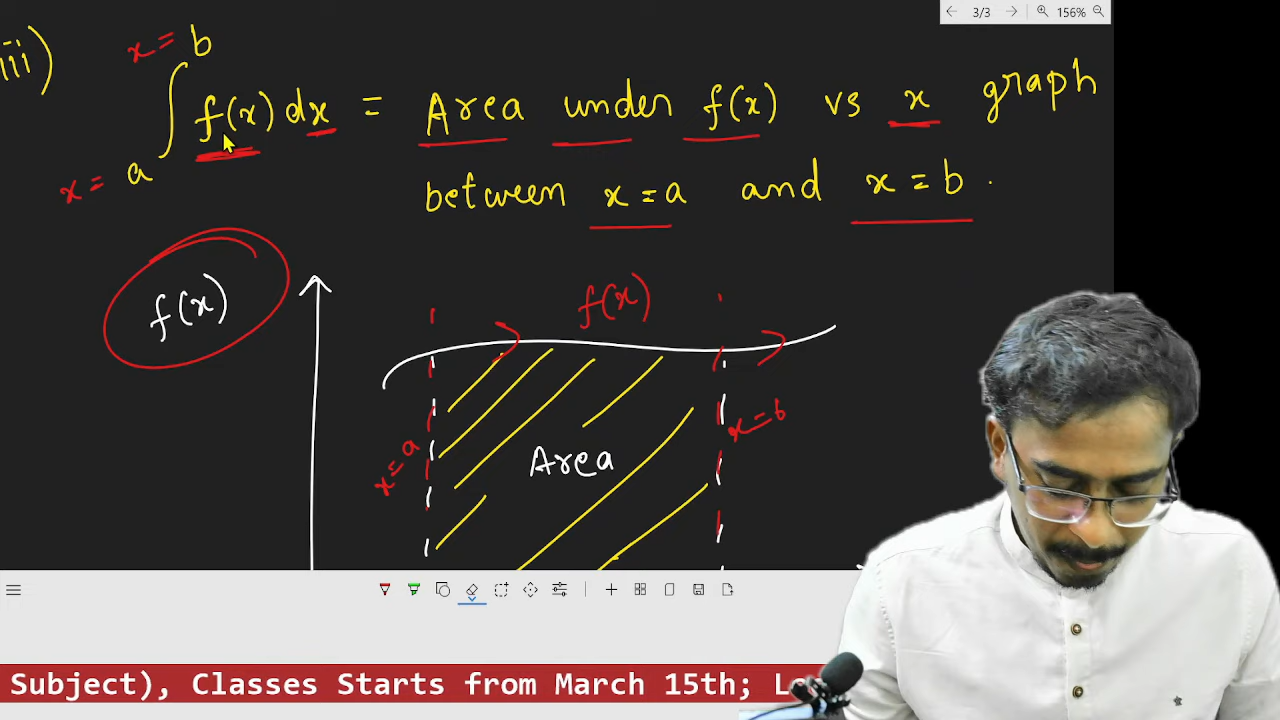 3/3 156%
iii)
x = b
∫ f(x) dx = Area under f(x) vs x graph
x = a
between x = a and x = b .
f(x)
f(x)
x = a
x = b
Area
Subject), Classes Starts from March 15th;